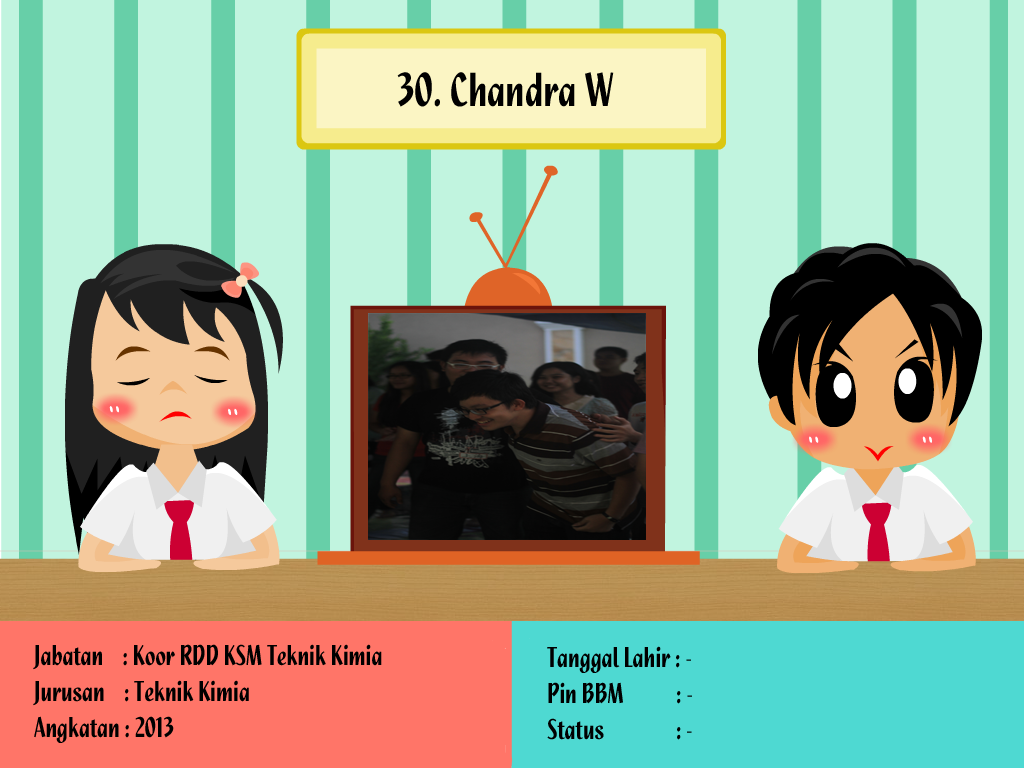 30. Chandra W
Jabatan : Koor RDD KSM Teknik Kimia
Jurusan : Teknik Kimia
Angkatan : 2013
Tanggal Lahir : -
Pin BBM : -
Status : -